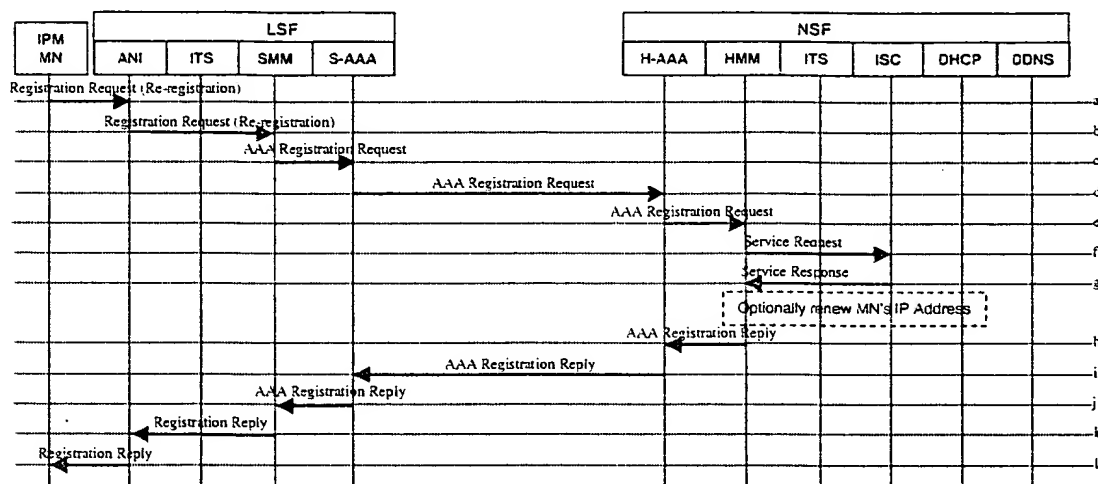 IPM
MN
LSF
NSF
ANI ITS SMM S-AAA H-AAA HMM ITS ISC DHCP DDNS
Registration Request (Re-registration)
a
Registration Request (Re-registration)
b
AAA Registration Request
c
AAA Registration Request
d
AAA Registration Request
e
Service Request
f
Service Response
g
Optionally renew MN's IP Address
AAA Registration Reply
h
AAA Registration Reply
i
AAA Registration Reply
j
Registration Reply
k
Registration Reply
l